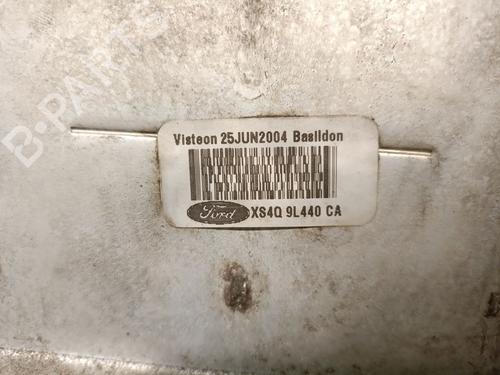 B-PARTS
Visteon 25JUN2004 Basildon
Ford XS4Q 9L440 CA